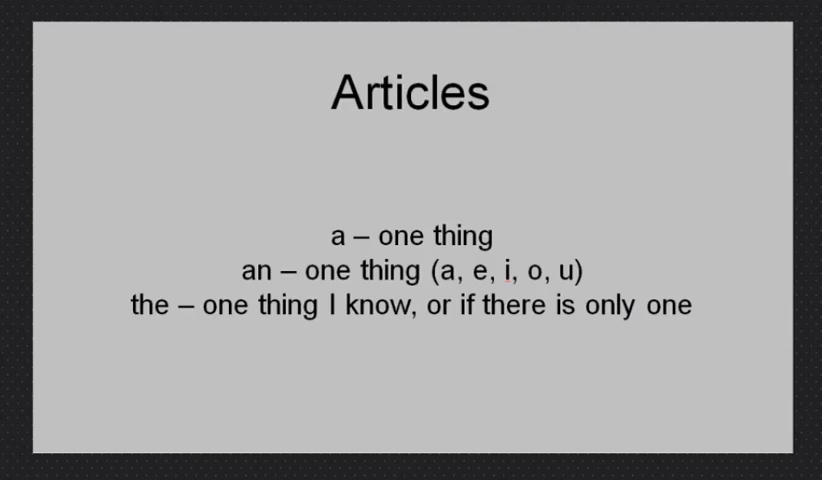 Articles
a – one thing
an – one thing (a, e, i, o, u)
the – one thing I know, or if there is only one